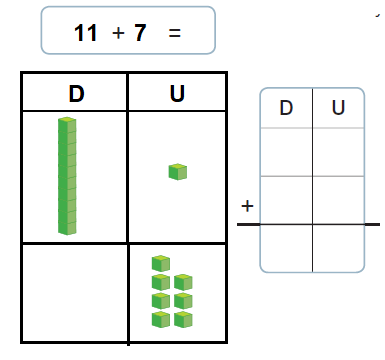 11 + 7 =
D U
D U
+